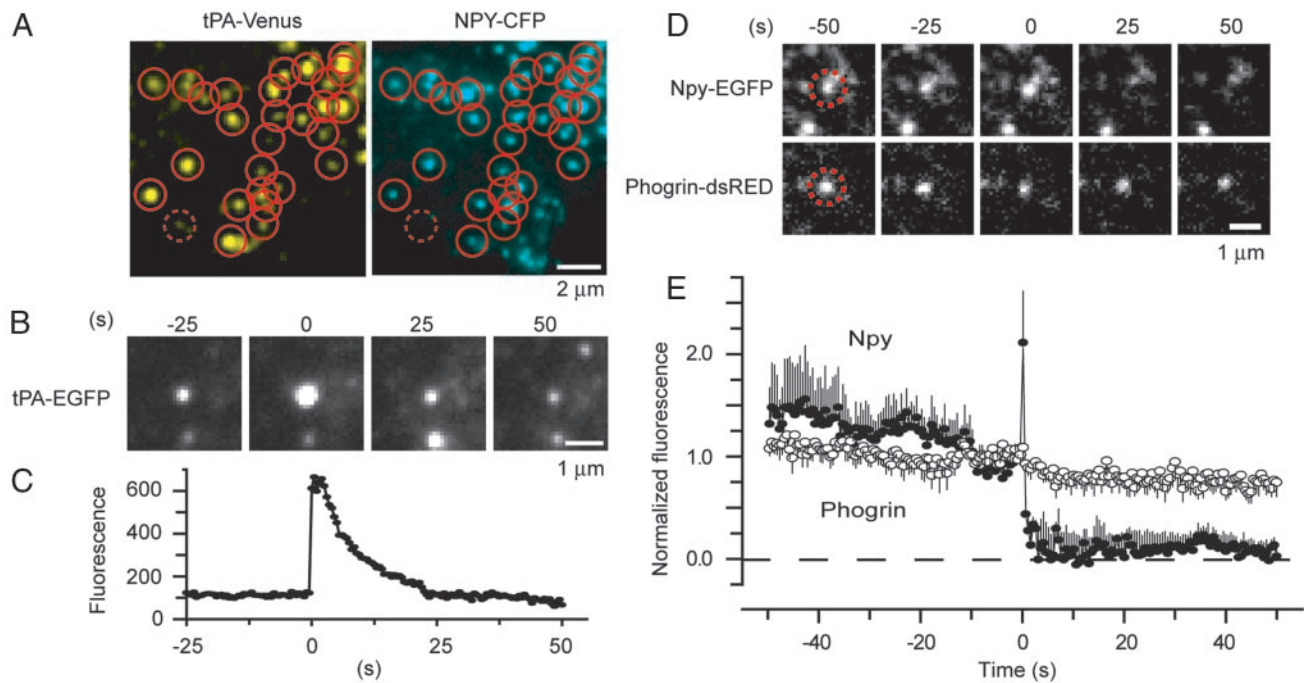 A
tPA-Venus
NPY-CFP
2 μm
B
(s)
-25
0
25
50
tPA-EGFP
1 μm
C
Fluorescence
600
400
200
0
-25
0
25
50
(s)
D
(s)
-50
-25
0
25
50
Npy-EGFP
Phogrin-dsRED
1 μm
E
Normalized fluorescence
2.0
1.0
0.0
Npy
Phogrin
-40
-20
0
20
40
Time (s)